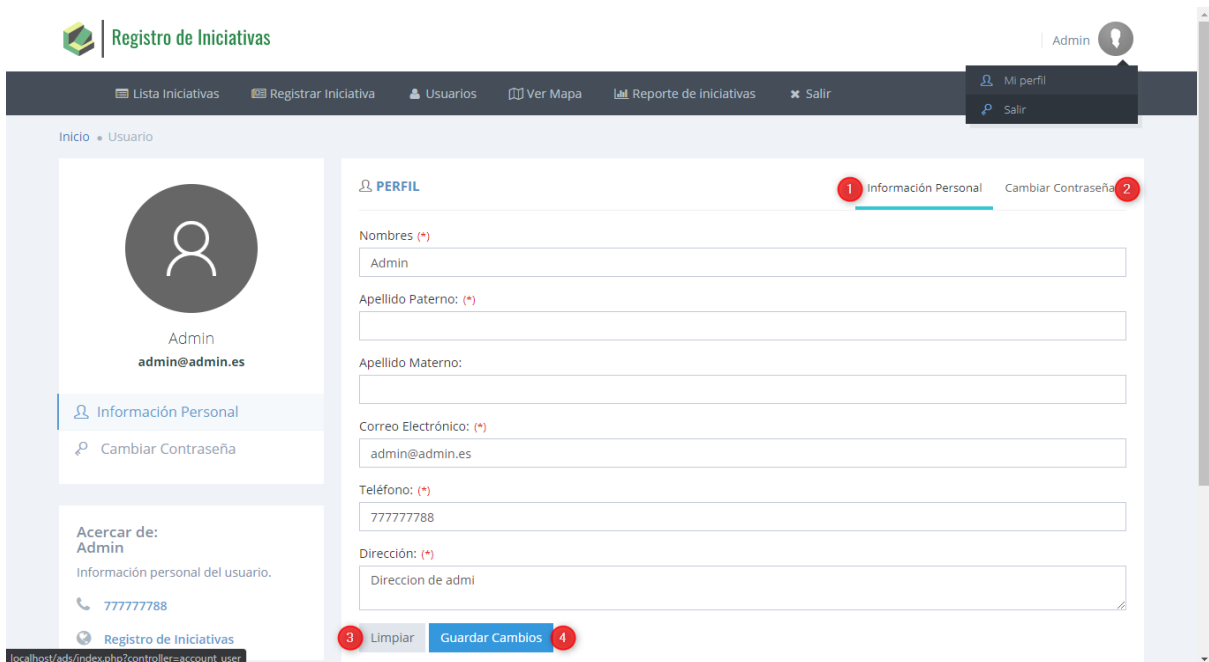 Registro de Iniciativas
Admin
Mi perfil
Salir
Lista Iniciativas Registrar Iniciativa Usuarios Ver Mapa Reporte de iniciativas Salir
Inicio Usuario
PERFIL
1 Información Personal Cambiar Contraseña 2
Nombres (*)
Admin
Apellido Paterno: (*)
Apellido Materno:
Correo Electrónico: (*)
admin@admin.es
Teléfono: (*)
777777788
Dirección: (*)
Direccion de admi
3 Limpiar Guardar Cambios 4
Admin
admin@admin.es
Información Personal
Cambiar Contraseña
Acercar de:
Admin
Información personal del usuario.
777777788
Registro de Iniciativas
localhost/ads/index.php?controller=account_user